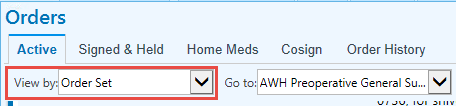 Orders
Active Signed & Held Home Meds Cosign Order History
View by: Order Set Go to: AWH Preoperative General Su...